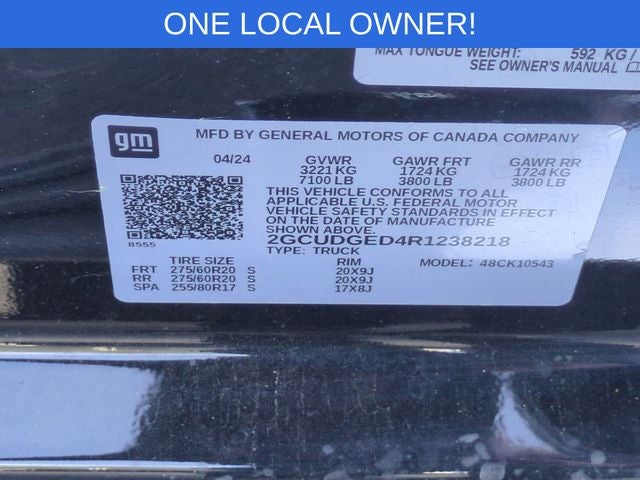 ONE LOCAL OWNER!
MAX TONGUE WEIGHT: 592 KG /
SEE OWNER'S MANUAL
gm
MFD BY GENERAL MOTORS OF CANADA COMPANY
04/24 GVWR GAWR FRT GAWR RR
3221 KG 1724 KG 1724 KG
7100 LB 3800 LB 3800 LB
THIS VEHICLE CONFORMS TO ALL
APPLICABLE U.S. FEDERAL MOTOR
VEHICLE SAFETY STANDARDS IN EFFECT
ON THE DATE OF MANUFACTURE
SHOWN ABOVE.
2GCUDGED4R1238218
8555
TYPE: TRUCK
MODEL: 48CK10543
TIRE SIZE RIM
FRT 275/60R20 S 20X9J
RR 275/60R20 S 20X9J
SPA 255/80R17 S 17X8J